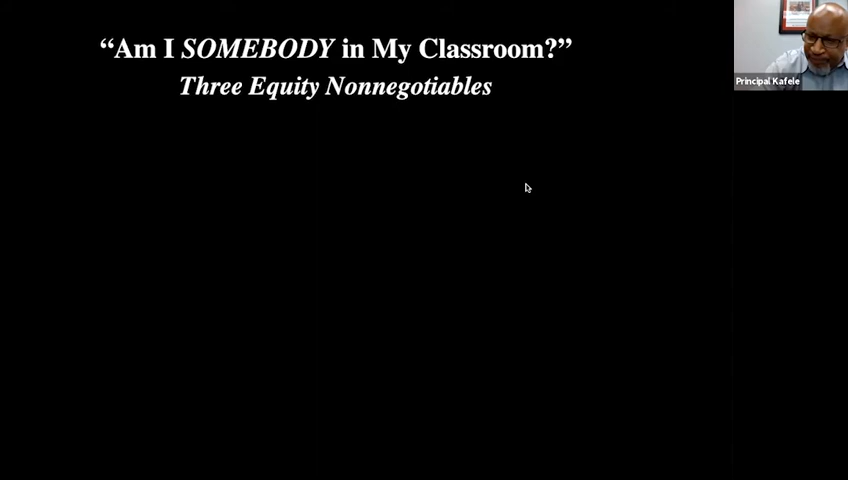 “Am I SOMEBODY in My Classroom?”
Three Equity Nonnegotiables
Principal Kafele